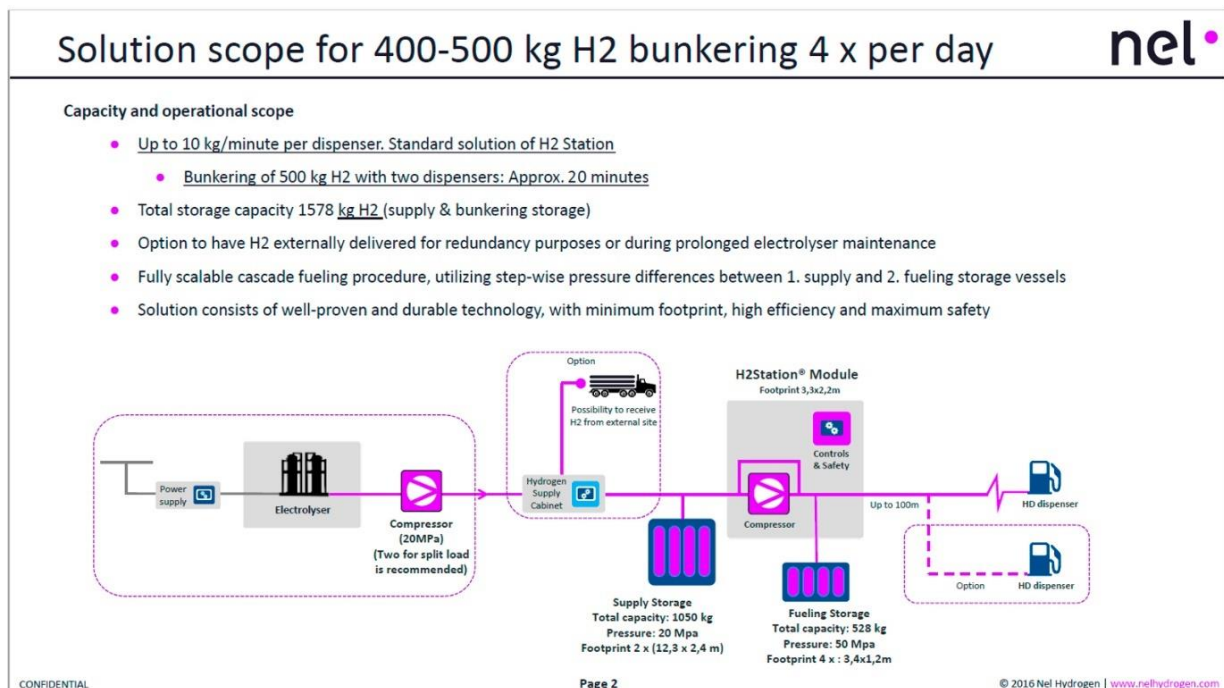 Solution scope for 400-500 kg H2 bunkering 4 x per day
nel
Capacity and operational scope
Up to 10 kg/minute per dispenser. Standard solution of H2 Station
Bunkering of 500 kg H2 with two dispensers: Approx. 20 minutes
Total storage capacity 1578 kg H2 (supply & bunkering storage)
Option to have H2 externally delivered for redundancy purposes or during prolonged electrolyser maintenance
Fully scalable cascade fueling procedure, utilizing step-wise pressure differences between 1. supply and 2. fueling storage vessels
Solution consists of well-proven and durable technology, with minimum footprint, high efficiency and maximum safety
Power
supply
Electrolyser
Compressor
(20MPa)
(Two for split load
is recommended)
Option
Possibility to receive
H2 from external site
Hydrogen
Supply
Cabinet
Supply Storage
Total capacity: 1050 kg
Pressure: 20 Mpa
Footprint 2 x (12,3 x 2,4 m)
H2Station® Module
Footprint 3,3x2,2m
Controls
& Safety
Compressor
Fueling Storage
Total capacity: 528 kg
Pressure: 50 Mpa
Footprint 4 x : 3,4x1,2m
Up to 100m
HD dispenser
Option
HD dispenser
CONFIDENTIAL
Page 2
© 2016 Nel Hydrogen | www.nelhydrogen.com